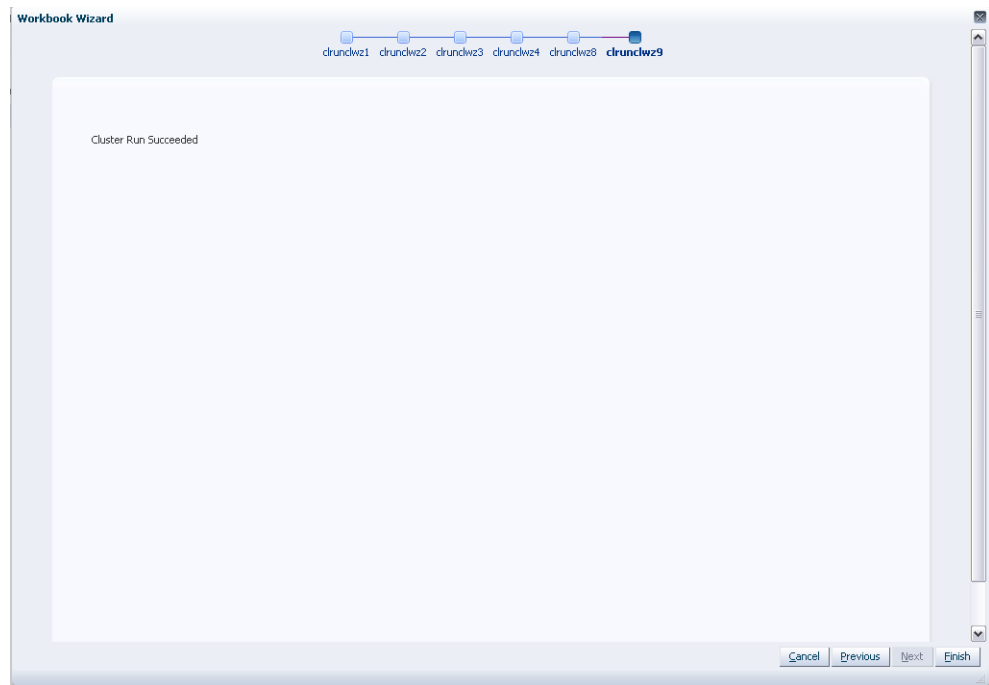 Workbook Wizard
clrunclwz1 clrunclwz2 clrunclwz3 clrunclwz4 clrunclwz8 clrunclwz9
Cluster Run Succeeded
Cancel Previous Next Finish